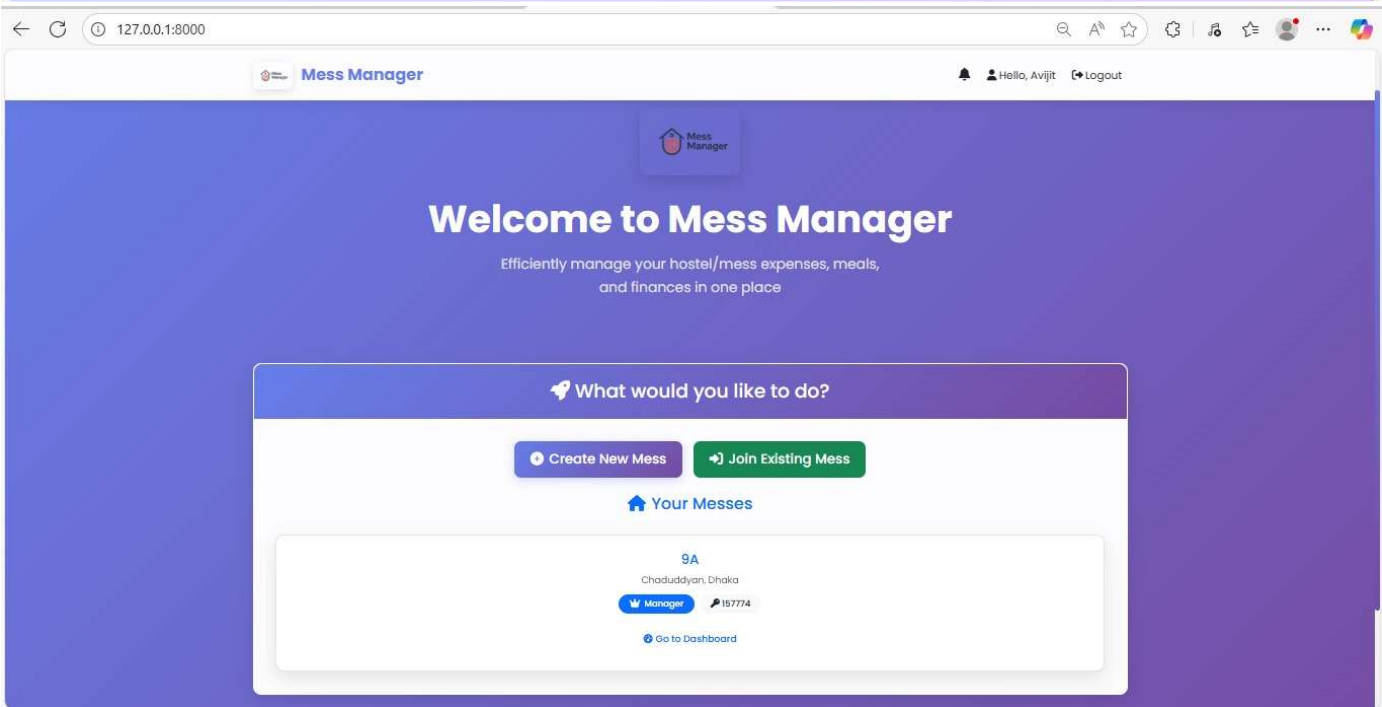 127.0.0.1:8000
Mess Manager
Hello, Avijit Logout
Mess
Manager
Welcome to Mess Manager
Efficiently manage your hostel/mess expenses, meals,
and finances in one place
What would you like to do?
Create New Mess Join Existing Mess
Your Messes
9A
Chaduddyan, Dhaka
Manager 157774
Go to Dashboard